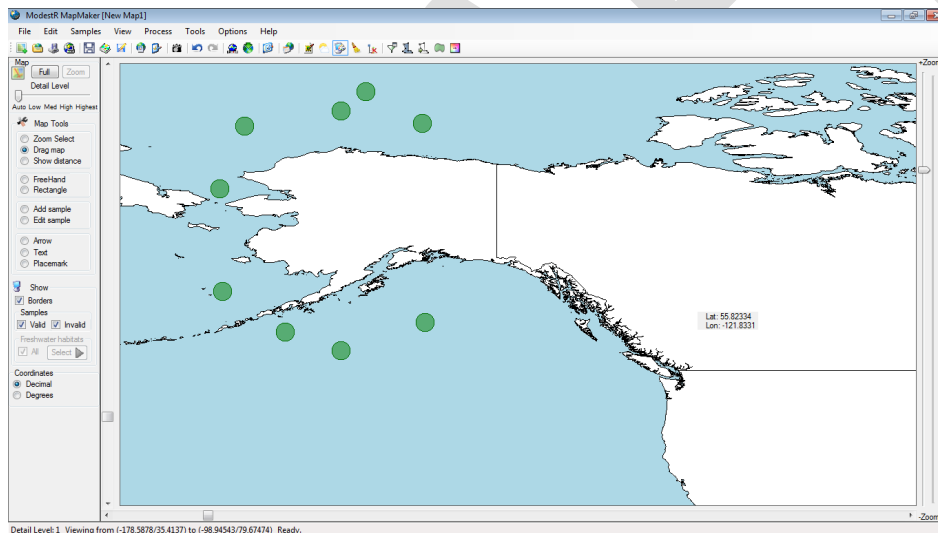 ModestR MapMaker [New Map1]
File Edit Samples View Process Tools Options Help
Map
Full Zoom
Detail Level
Auto Low Med High Highest
Map Tools
Zoom Select
Drag map
Show distance
FreeHand
Rectangle
Add sample
Edit sample
Arrow
Text
Placemark
Show
Borders
Samples
Valid Invalid
Freshwater habitats
All Select
Coordinates
Decimal
Degrees
+Zoom
Lat: 55.82334
Lon: -121.8331
-Zoom
Detail Level: 1 Viewing from (-178.5878/35.4137) to (-98.94543/79.67474) Ready.